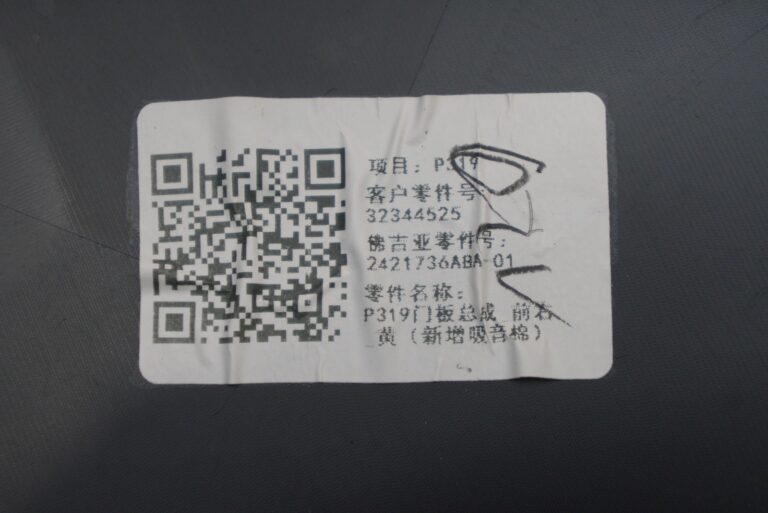 项目：P319
客户零件号：
32344525
佛吉亚零件号：
2421736ABA-01
零件名称：
P319门板总成 前右
黄（新增吸音棉）